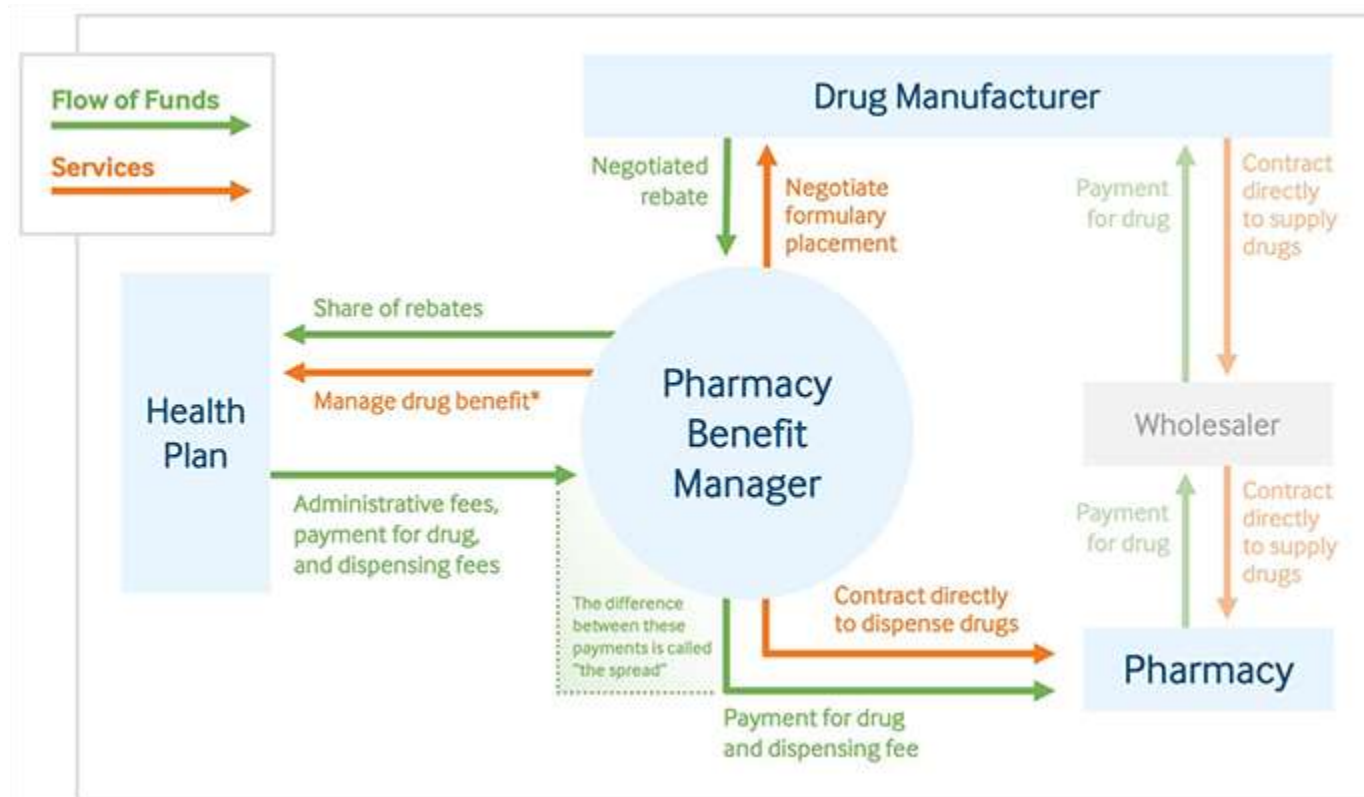 Flow of Funds
Services
Drug Manufacturer
Negotiated
rebate
Negotiate
formulary
placement
Payment
for drug
Contract
directly
to supply
drugs
Share of rebates
Manage drug benefit*
Health
Plan
Administrative fees,
payment for drug,
and dispensing fees
Pharmacy
Benefit
Manager
Wholesaler
Payment
for drug
Contract
directly
to supply
drugs
The difference
between these
payments is called
"the spread"
Contract directly
to dispense drugs
Payment for drug
and dispensing fee
Pharmacy